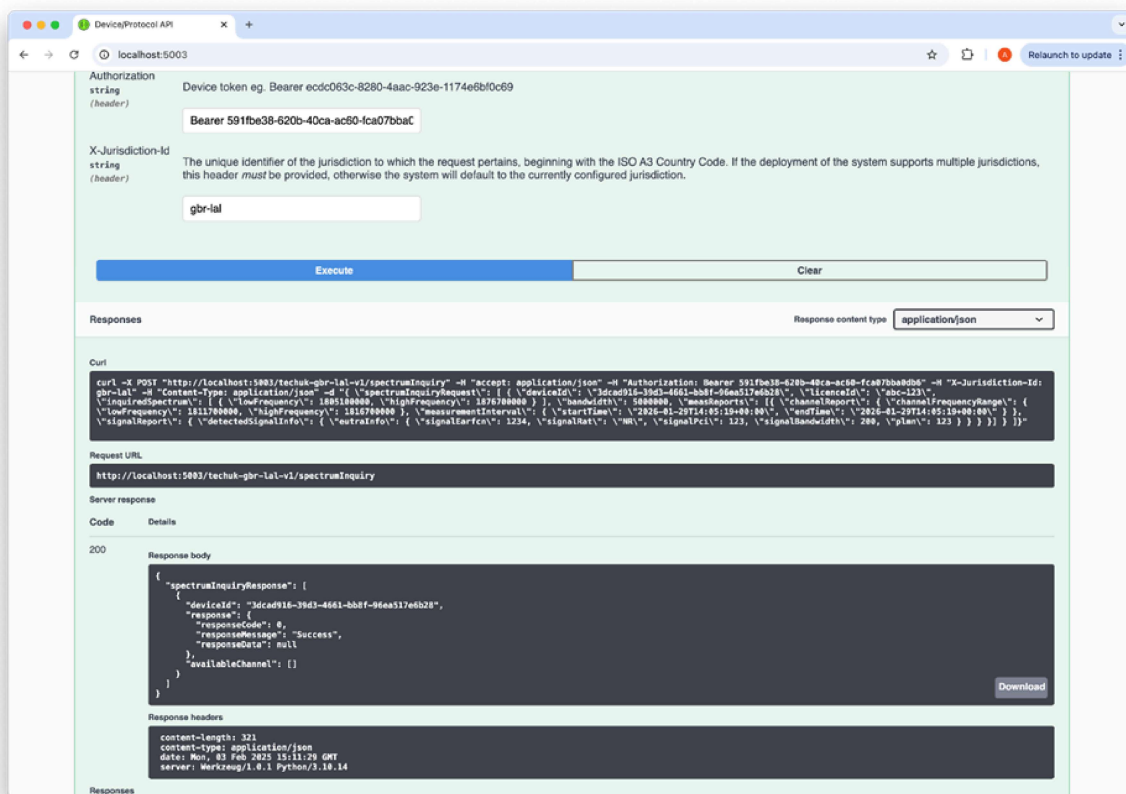 Device/Protocol API
localhost:5003
A
Relaunch to update
Authorization
string
(header)
Device token eg. Bearer ecdc063c-8280-4aac-923e-1174e6bf0c69
Bearer 591fbe38-620b-40ca-ac60-fca07bba0
X-Jurisdiction-Id
string
(header)
The unique identifier of the jurisdiction to which the request pertains, beginning with the ISO A3 Country Code. If the deployment of the system supports multiple jurisdictions,
this header must be provided, otherwise the system will default to the currently configured jurisdiction.
gbr-lal
Execute
Clear
Responses
Response content type
application/json
Curl
curl -X POST "http://localhost:5003/techuk-gbr-lal-v1/spectrumInquiry" -H "accept: application/json" -H "Authorization: Bearer 591fbe38-620b-40ca-ac60-fca07bba0db6" -H "X-Jurisdiction-Id:
gbr-lal" -H "Content-Type: application/json" -d "{ \"spectrumInquiryRequest\": [ { \"deviceId\": \"3dcad916-39d3-4661-bb8f-96ea517e6b28\", \"licenceId\": \"abc-123\",
\"inquiredSpectrum\": [ { \"lowFrequency\": 1805100000, \"highFrequency\": 1876700000 } ], \"bandwidth\": 5000000, \"measReports\": [{ \"channelReport\": { \"channelFrequencyRange\": {
\"lowFrequency\": 1811700000, \"highFrequency\": 1816700000 }, \"measurementInterval\": { \"startTime\": \"2026-01-29T14:05:19+00:00\", \"endTime\": \"2026-01-29T14:05:19+00:00\" } },
\"signalReport\": { \"detectedSignalInfo\": { \"eutraInfo\": { \"signalEarfcn\": 1234, \"signalRat\": \"NR\", \"signalPci\": 123, \"signalBandwidth\": 200, \"plmn\": 123 } } } }] } ]}"
Request URL
http://localhost:5003/techuk-gbr-lal-v1/spectrumInquiry
Server response
Code
Details
200
Response body
{
"spectrumInquiryResponse": [
{
"deviceId": "3dcad916-39d3-4661-bb8f-96ea517e6b28",
"response": {
"responseCode": 0,
"responseMessage": "Success",
"responseData": null
},
"availableChannel": []
}
]
}
Download
Response headers
content-length: 321
content-type: application/json
date: Mon, 03 Feb 2025 15:11:29 GMT
server: Werkzeug/1.0.1 Python/3.10.14
Responses